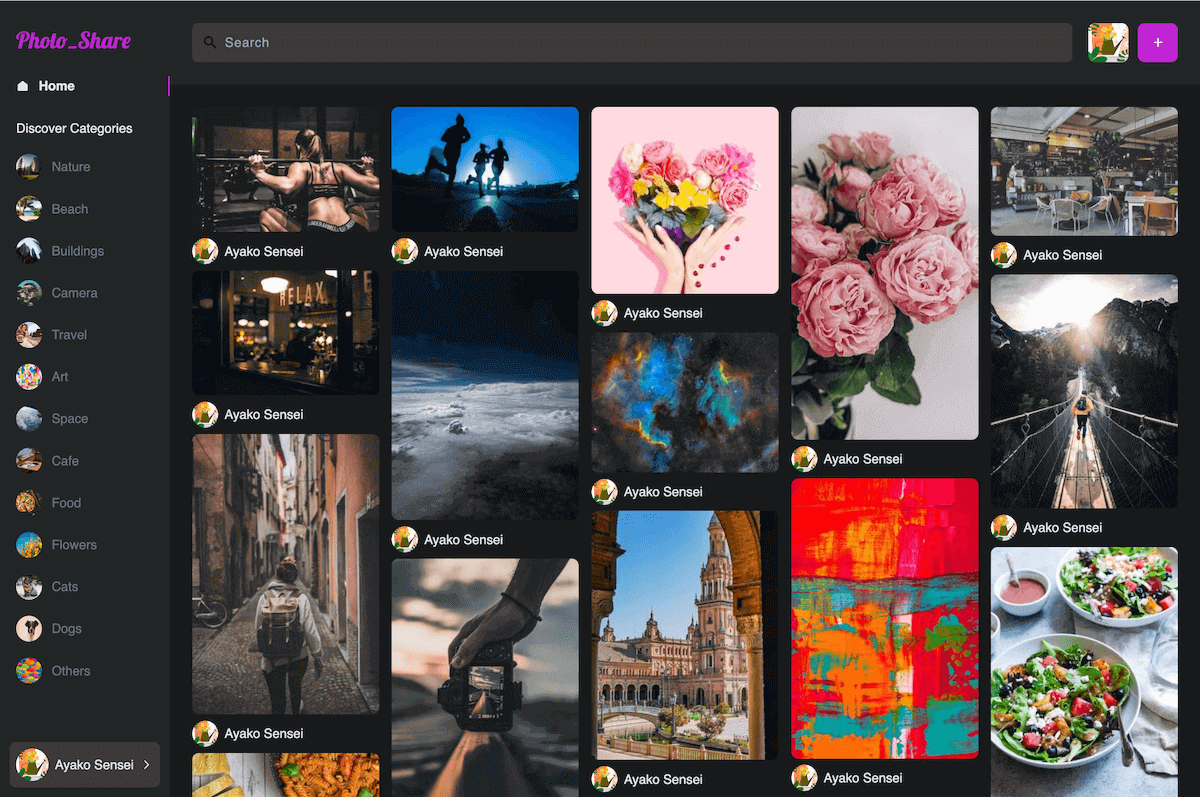 Photo_Share
Search
+
Home
Discover Categories
Nature
Beach
Buildings
Camera
Travel
Art
Space
Cafe
Food
Flowers
Cats
Dogs
Others
Ayako Sensei
Ayako Sensei
RELAX
Ayako Sensei
Ayako Sensei
Ayako Sensei
Ayako Sensei
Ayako Sensei
Ayako Sensei
Ayako Sensei
Ayako Sensei
Ayako Sensei
Ayako Sensei
Ayako Sensei
Ayako Sensei